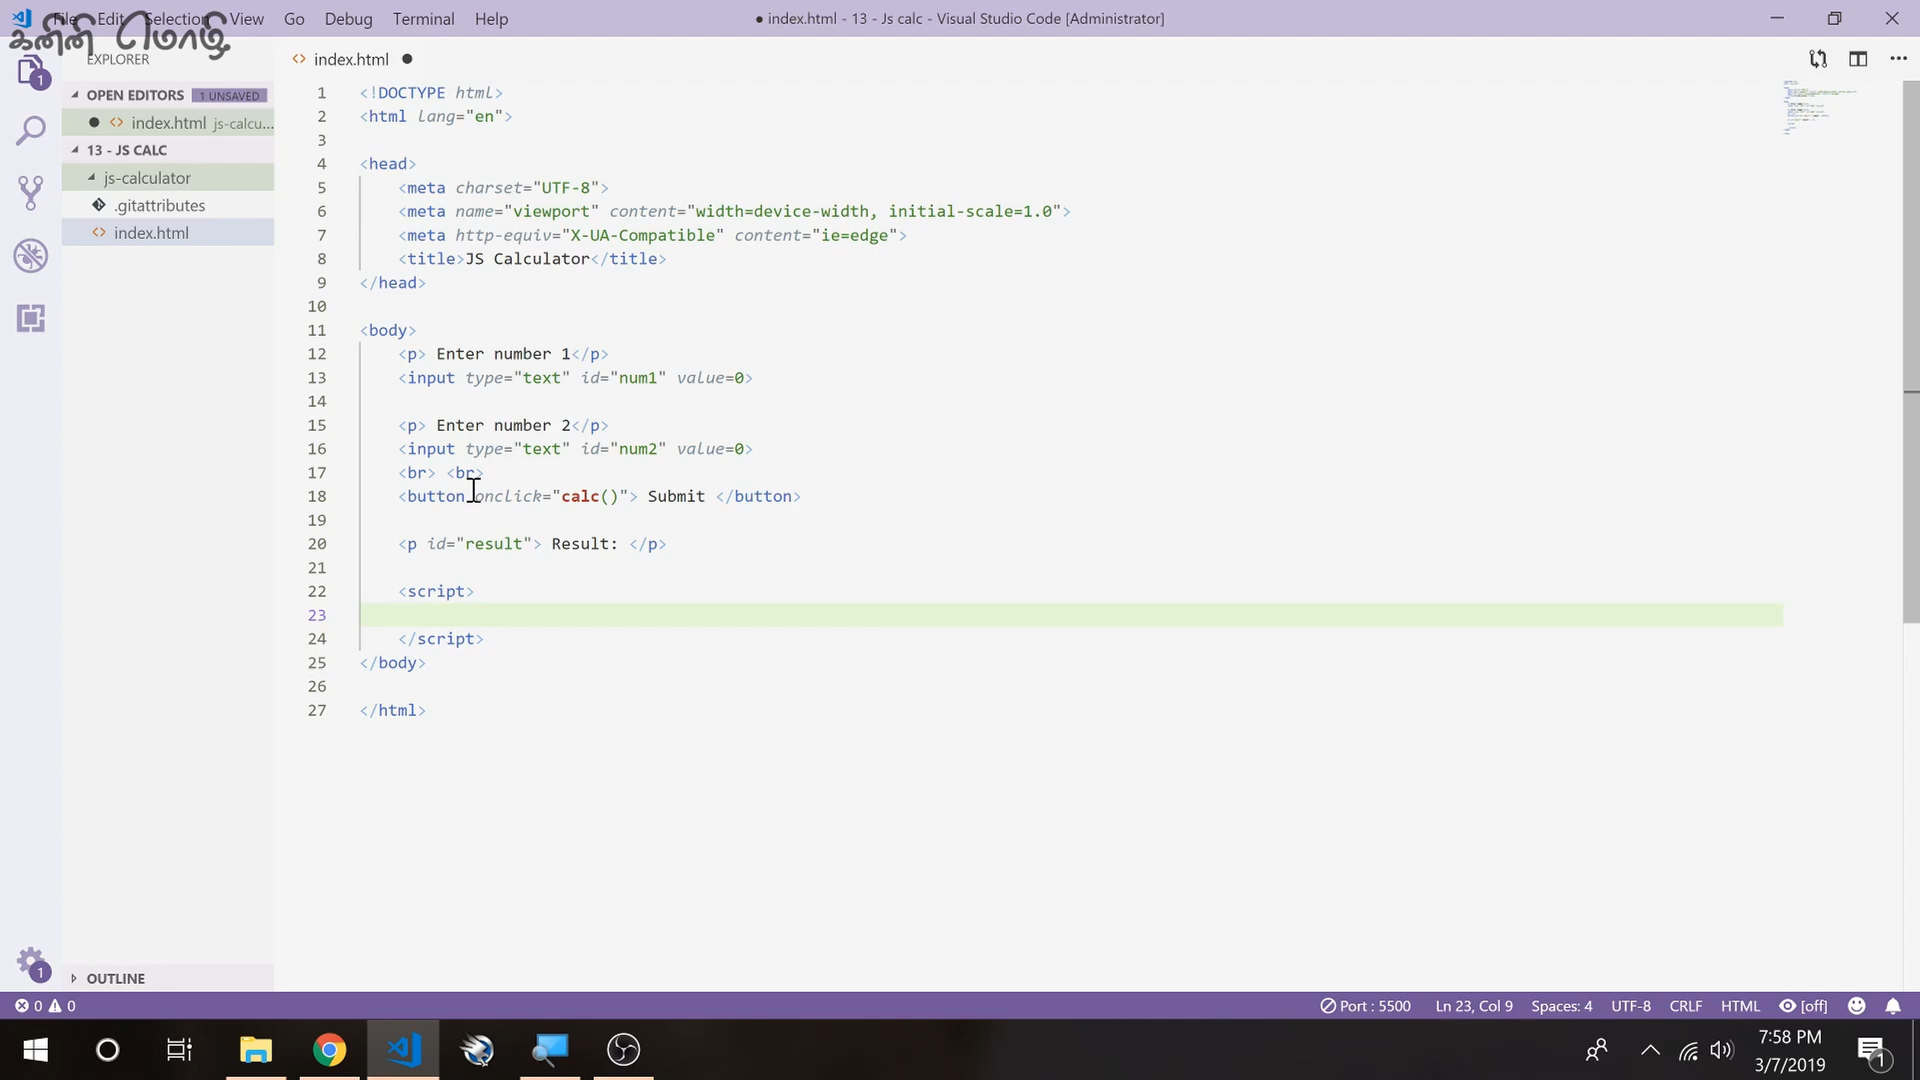 File Edit Selection View Go Debug Terminal Help
● index.html - 13 - Js calc - Visual Studio Code [Administrator]
கனினி மொழி
EXPLORER
index.html
OPEN EDITORS 1 UNSAVED
index.html js-calcu...
13 - JS CALC
js-calculator
.gitattributes
index.html
OUTLINE
1 <!DOCTYPE html>
2 <html lang="en">
3
4 <head>
5 <meta charset="UTF-8">
6 <meta name="viewport" content="width=device-width, initial-scale=1.0">
7 <meta http-equiv="X-UA-Compatible" content="ie=edge">
8 <title>JS Calculator</title>
9 </head>
10
11 <body>
12 <p> Enter number 1</p>
13 <input type="text" id="num1" value=0>
14
15 <p> Enter number 2</p>
16 <input type="text" id="num2" value=0>
17 <br> <br>
18 <button onclick="calc()"> Submit </button>
19
20 <p id="result"> Result: </p>
21
22 <script>
23
24 </script>
25 </body>
26
27 </html>
1
1
0 0
Port : 5500 Ln 23, Col 9 Spaces: 4 UTF-8 CRLF HTML [off]
7:58 PM
3/7/2019
1